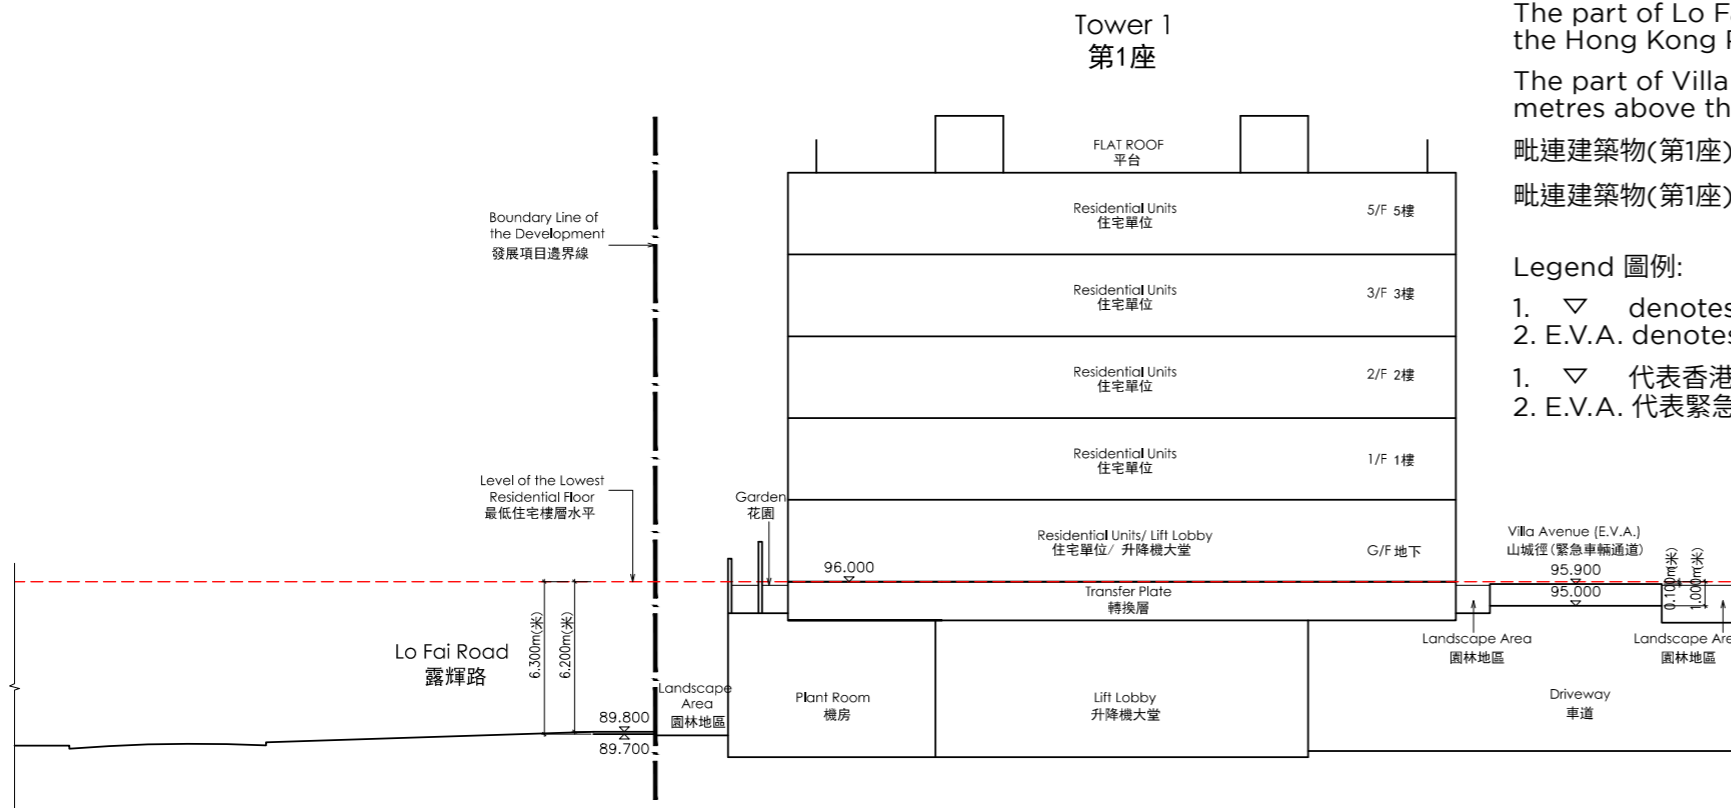 Tower 1
第1座
The part of Lo Fa
the Hong Kong P
The part of Villa
metres above th
毗連建築物(第1座)
毗連建築物(第1座)
Legend 圖例:
1. ▽ denotes
2. E.V.A. denotes
1. ▽ 代表香港
2. E.V.A. 代表緊急
FLAT ROOF
平台
Residential Units
住宅單位
5/F 5樓
Boundary Line of
the Development
發展項目邊界線
Residential Units
住宅單位
3/F 3樓
Residential Units
住宅單位
2/F 2樓
Residential Units
住宅單位
1/F 1樓
Level of the Lowest
Residential Floor
最低住宅樓層水平
Garden
花園
Residential Units/ Lift Lobby
住宅單位/ 升降機大堂
G/F 地下
Villa Avenue (E.V.A.)
山城徑(緊急車輛通道)
96.000
95.900
95.000
0.100m(米)
1.000m(米)
Transfer Plate
轉換層
6.300m(米)
6.200m(米)
Lo Fai Road
露輝路
Landscape Area
園林地區
Landscape Are
園林地區
Landscape
Area
園林地區
Plant Room
機房
Lift Lobby
升降機大堂
Driveway
車道
89.800
89.700